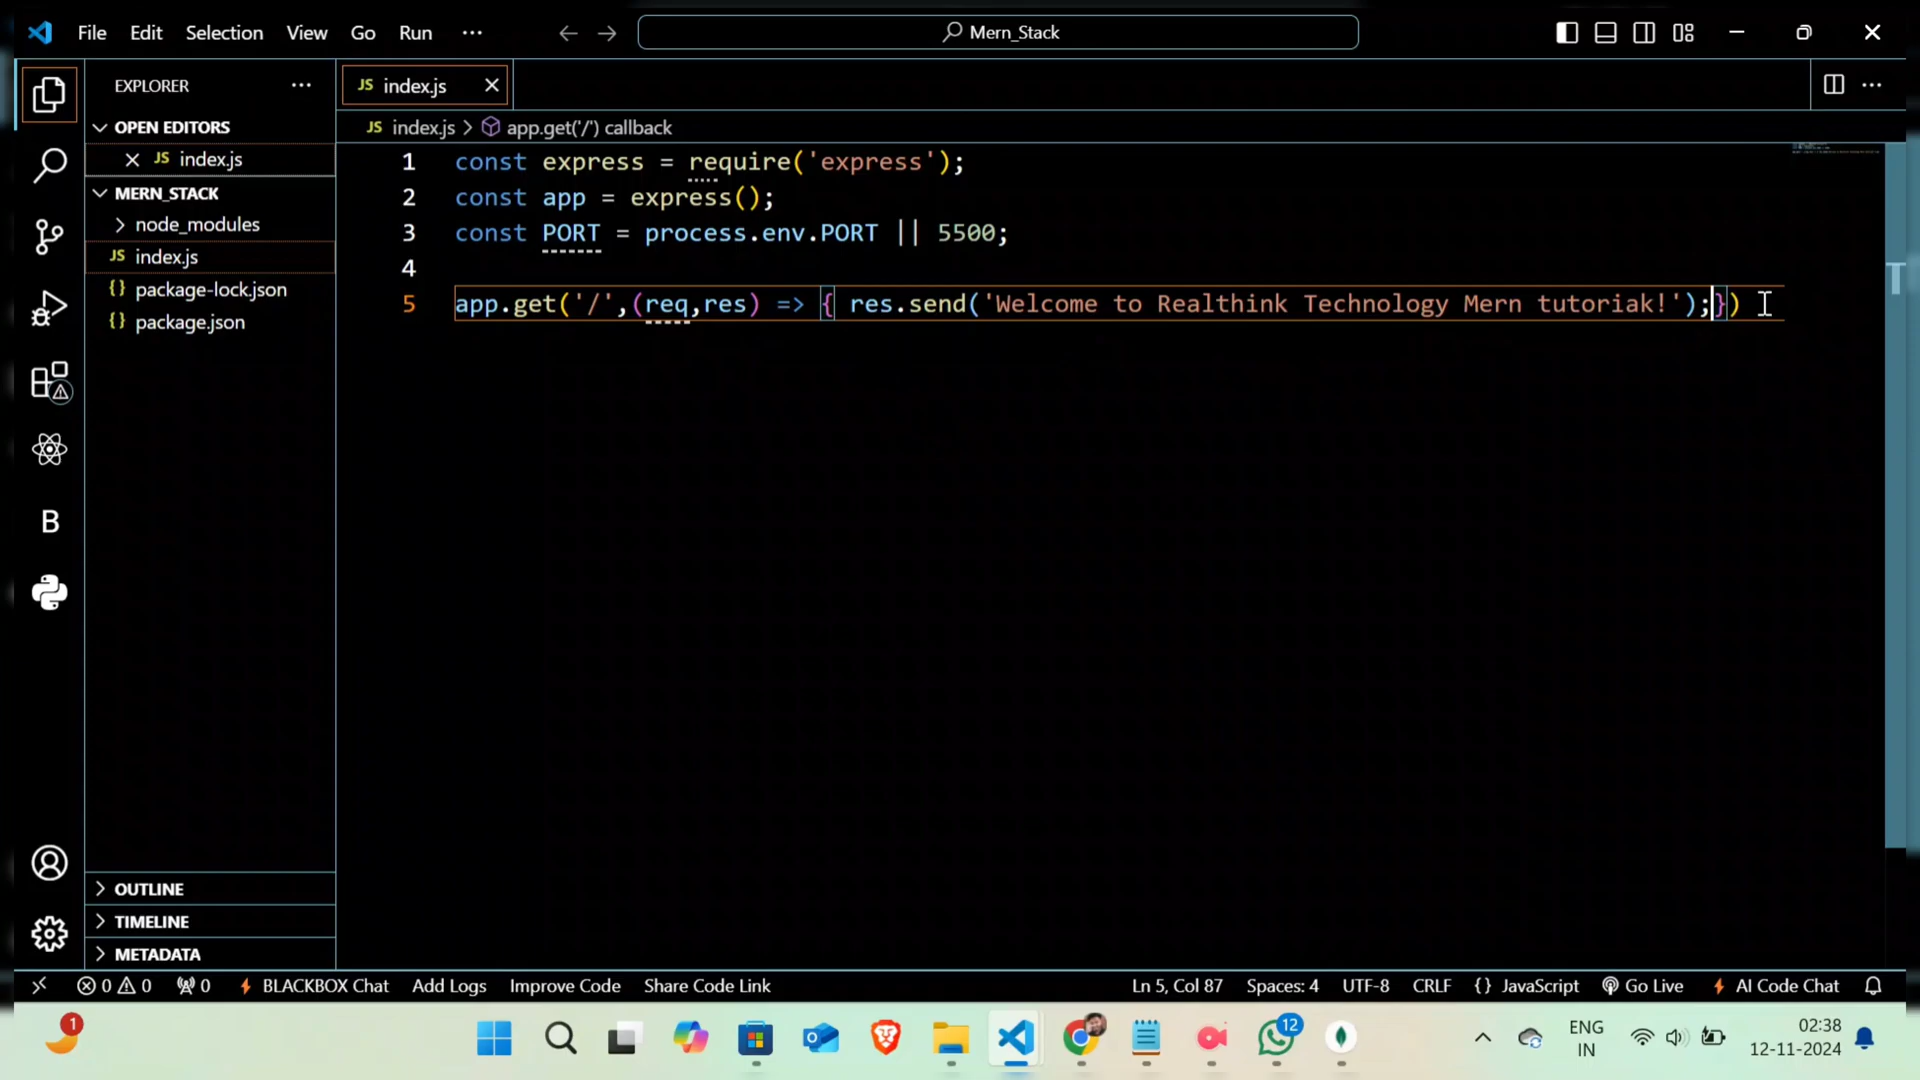 File Edit Selection View Go Run ··· Mern_Stack
EXPLORER ···
OPEN EDITORS
JS index.js
MERN_STACK
node_modules
JS index.js
{} package-lock.json
{} package.json
OUTLINE
TIMELINE
METADATA
JS index.js
JS index.js > app.get('/') callback
1 const express = require('express');
2 const app = express();
3 const PORT = process.env.PORT || 5500;
4
5 app.get('/',(req,res) => { res.send('Welcome to Realthink Technology Mern tutoriak!');})
B
0 0 0 BLACKBOX Chat Add Logs Improve Code Share Code Link Ln 5, Col 87 Spaces: 4 UTF-8 CRLF {} JavaScript Go Live AI Code Chat
1
12
ENG
IN
02:38
12-11-2024